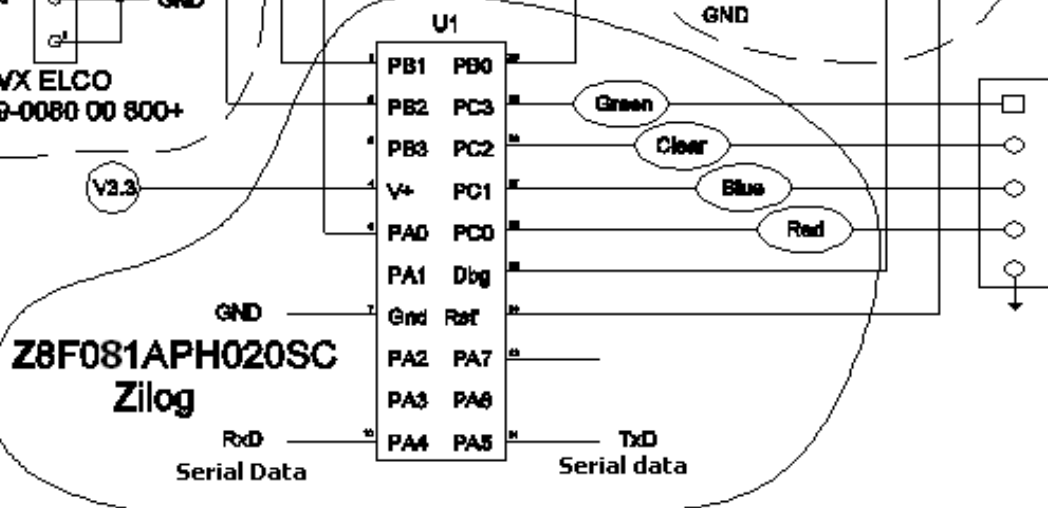 GND
U1
GND
VX ELCO
9-0080 00 800+
PB1 PB0
PB2 PC3 Green
PB3 PC2 Clear
V3.3 V+ PC1 Blue
PA0 PC0 Red
PA1 Dbg
GND 7 Gnd Rst
Z8F081APH020SC
PA2 PA7
Zilog
PA3 PA6
RxD PA4 PA5 TxD
Serial Data
Serial data